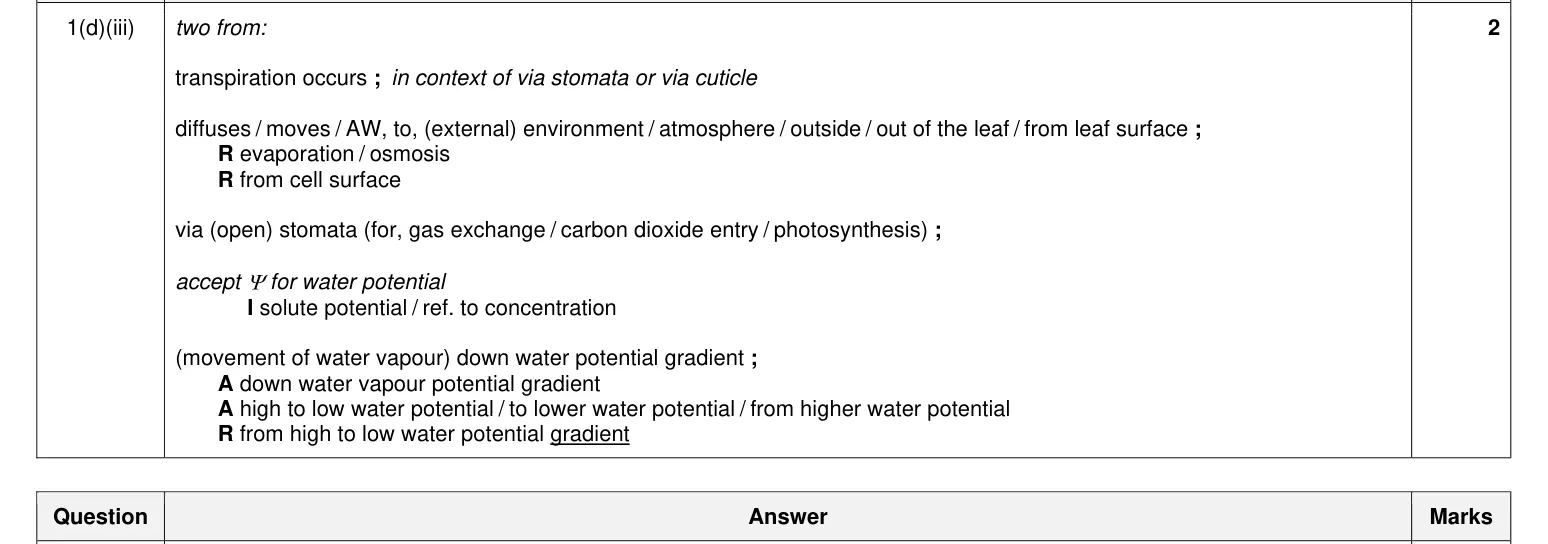 1(d)(iii) two from: 2
transpiration occurs ; in context of via stomata or via cuticle
diffuses / moves / AW, to, (external) environment / atmosphere / outside / out of the leaf / from leaf surface ;
R evaporation / osmosis
R from cell surface
via (open) stomata (for, gas exchange / carbon dioxide entry / photosynthesis) ;
accept Ψ for water potential
I solute potential / ref. to concentration
(movement of water vapour) down water potential gradient ;
A down water vapour potential gradient
A high to low water potential / to lower water potential / from higher water potential
R from high to low water potential gradient
Question Answer Marks